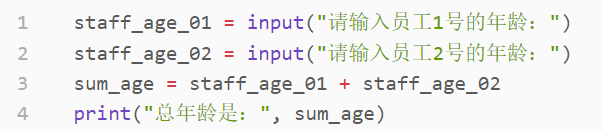 1 staff_age_01 = input("请输入员工1号的年龄：")
2 staff_age_02 = input("请输入员工2号的年龄：")
3 sum_age = staff_age_01 + staff_age_02
4 print("总年龄是：", sum_age)